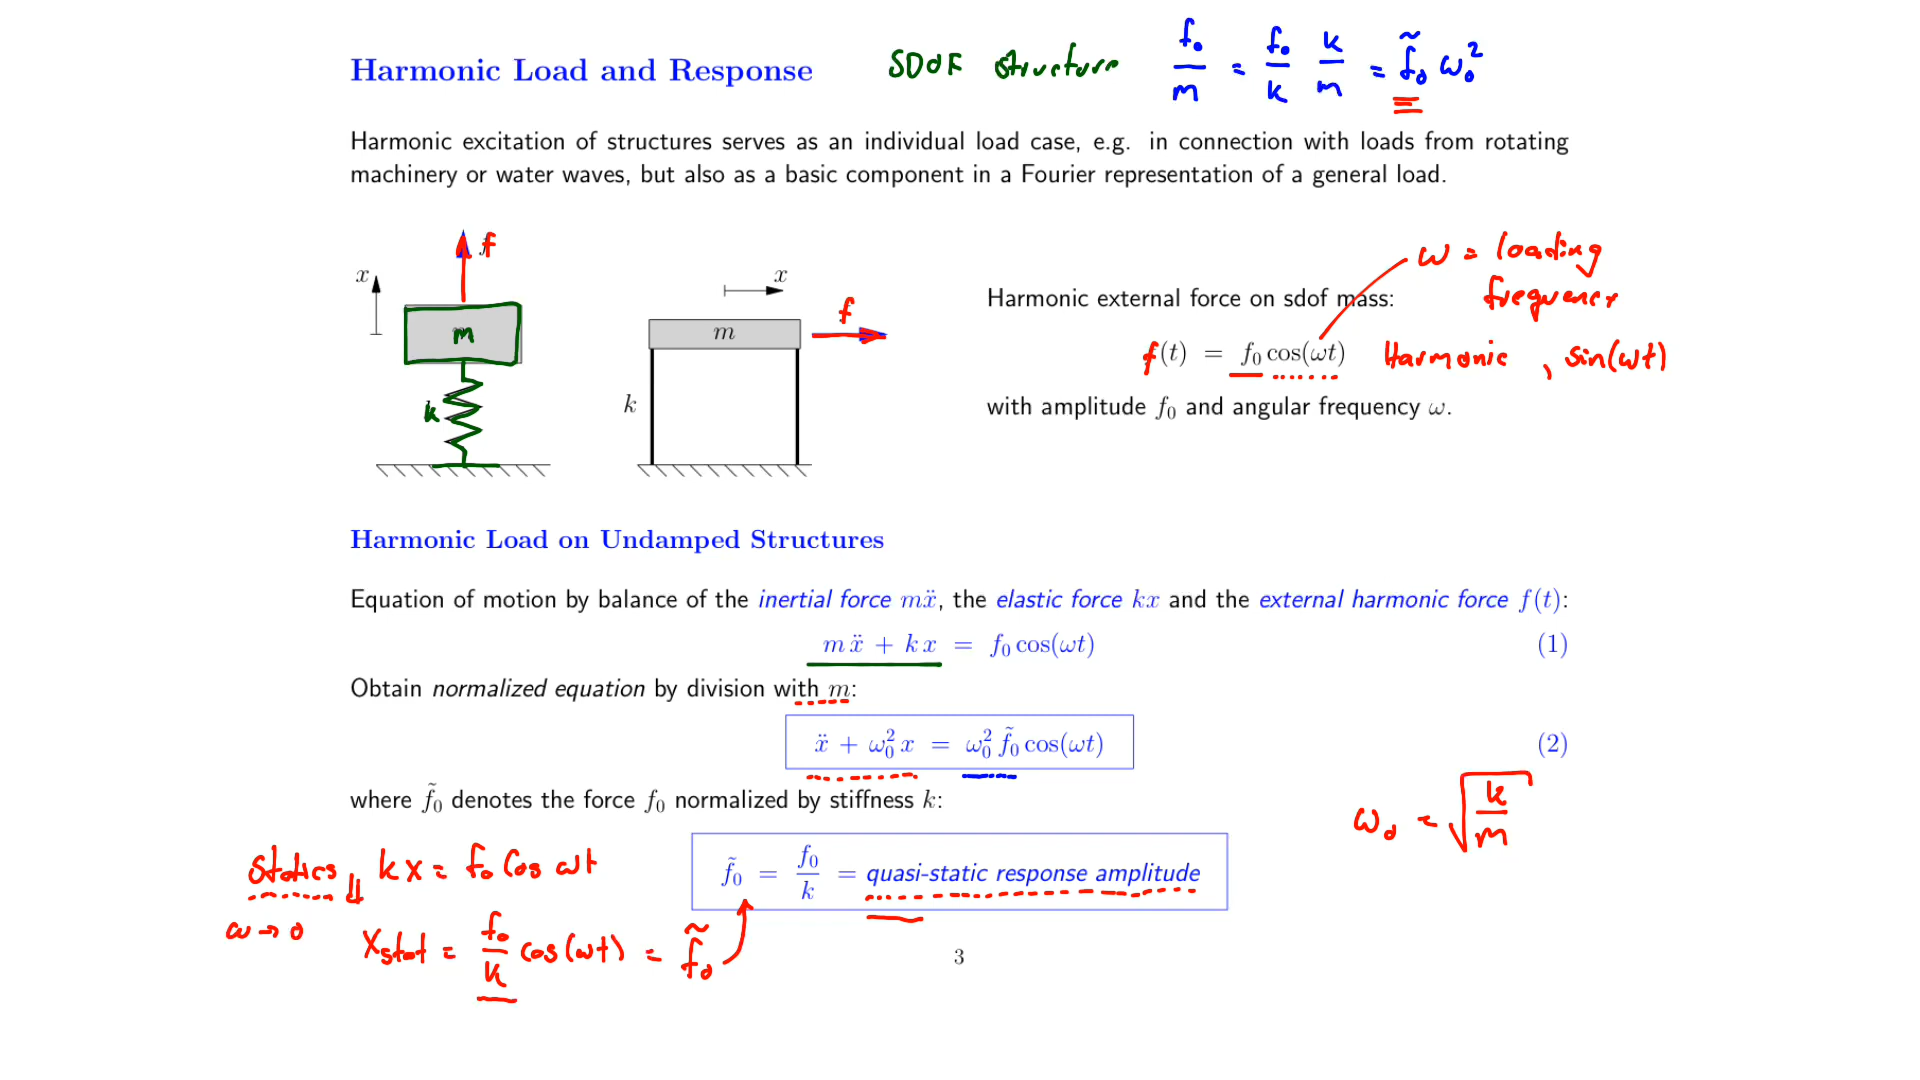 Harmonic Load and Response
SDOF structure
f₀/m = f₀/k k/m = f̃₀ ω₀²
Harmonic excitation of structures serves as an individual load case, e.g. in connection with loads from rotating
machinery or water waves, but also as a basic component in a Fourier representation of a general load.
x
f
m
k
x
f
m
k
ω = loading
frequency
Harmonic external force on sdof mass:
f(t) = f₀ cos(ωt) Harmonic , sin(ωt)
with amplitude f₀ and angular frequency ω.
Harmonic Load on Undamped Structures
Equation of motion by balance of the inertial force mẍ, the elastic force kx and the external harmonic force f(t):
m ẍ + k x = f₀ cos(ωt) (1)
Obtain normalized equation by division with m:
ẍ + ω₀² x = ω₀² f̃₀ cos(ωt) (2)
where f̃₀ denotes the force f₀ normalized by stiffness k:
ω₀ = √(k/m)
f̃₀ = f₀/k = quasi-static response amplitude
Statics ⇓ kx = f₀ cos ωt
ω → 0
xstat = f₀/k cos(ωt) = f̃₀
3